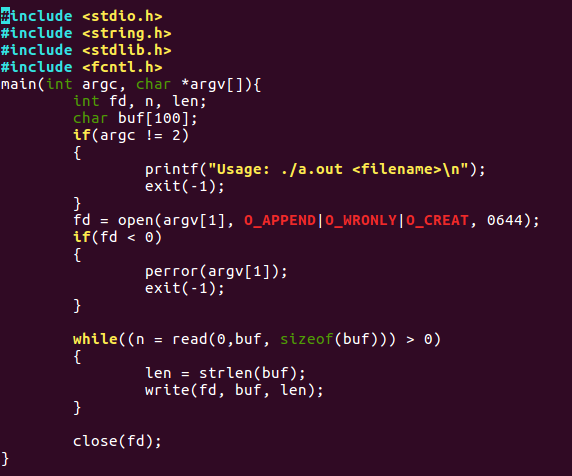 #include <stdio.h>
#include <string.h>
#include <stdlib.h>
#include <fcntl.h>
main(int argc, char *argv[]){
        int fd, n, len;
        char buf[100];
        if(argc != 2)
        {
                printf("Usage: ./a.out <filename>\n");
                exit(-1);
        }
        fd = open(argv[1], O_APPEND|O_WRONLY|O_CREAT, 0644);
        if(fd < 0)
        {
                perror(argv[1]);
                exit(-1);
        }

        while((n = read(0,buf, sizeof(buf))) > 0)
        {
                len = strlen(buf);
                write(fd, buf, len);
        }

        close(fd);
}